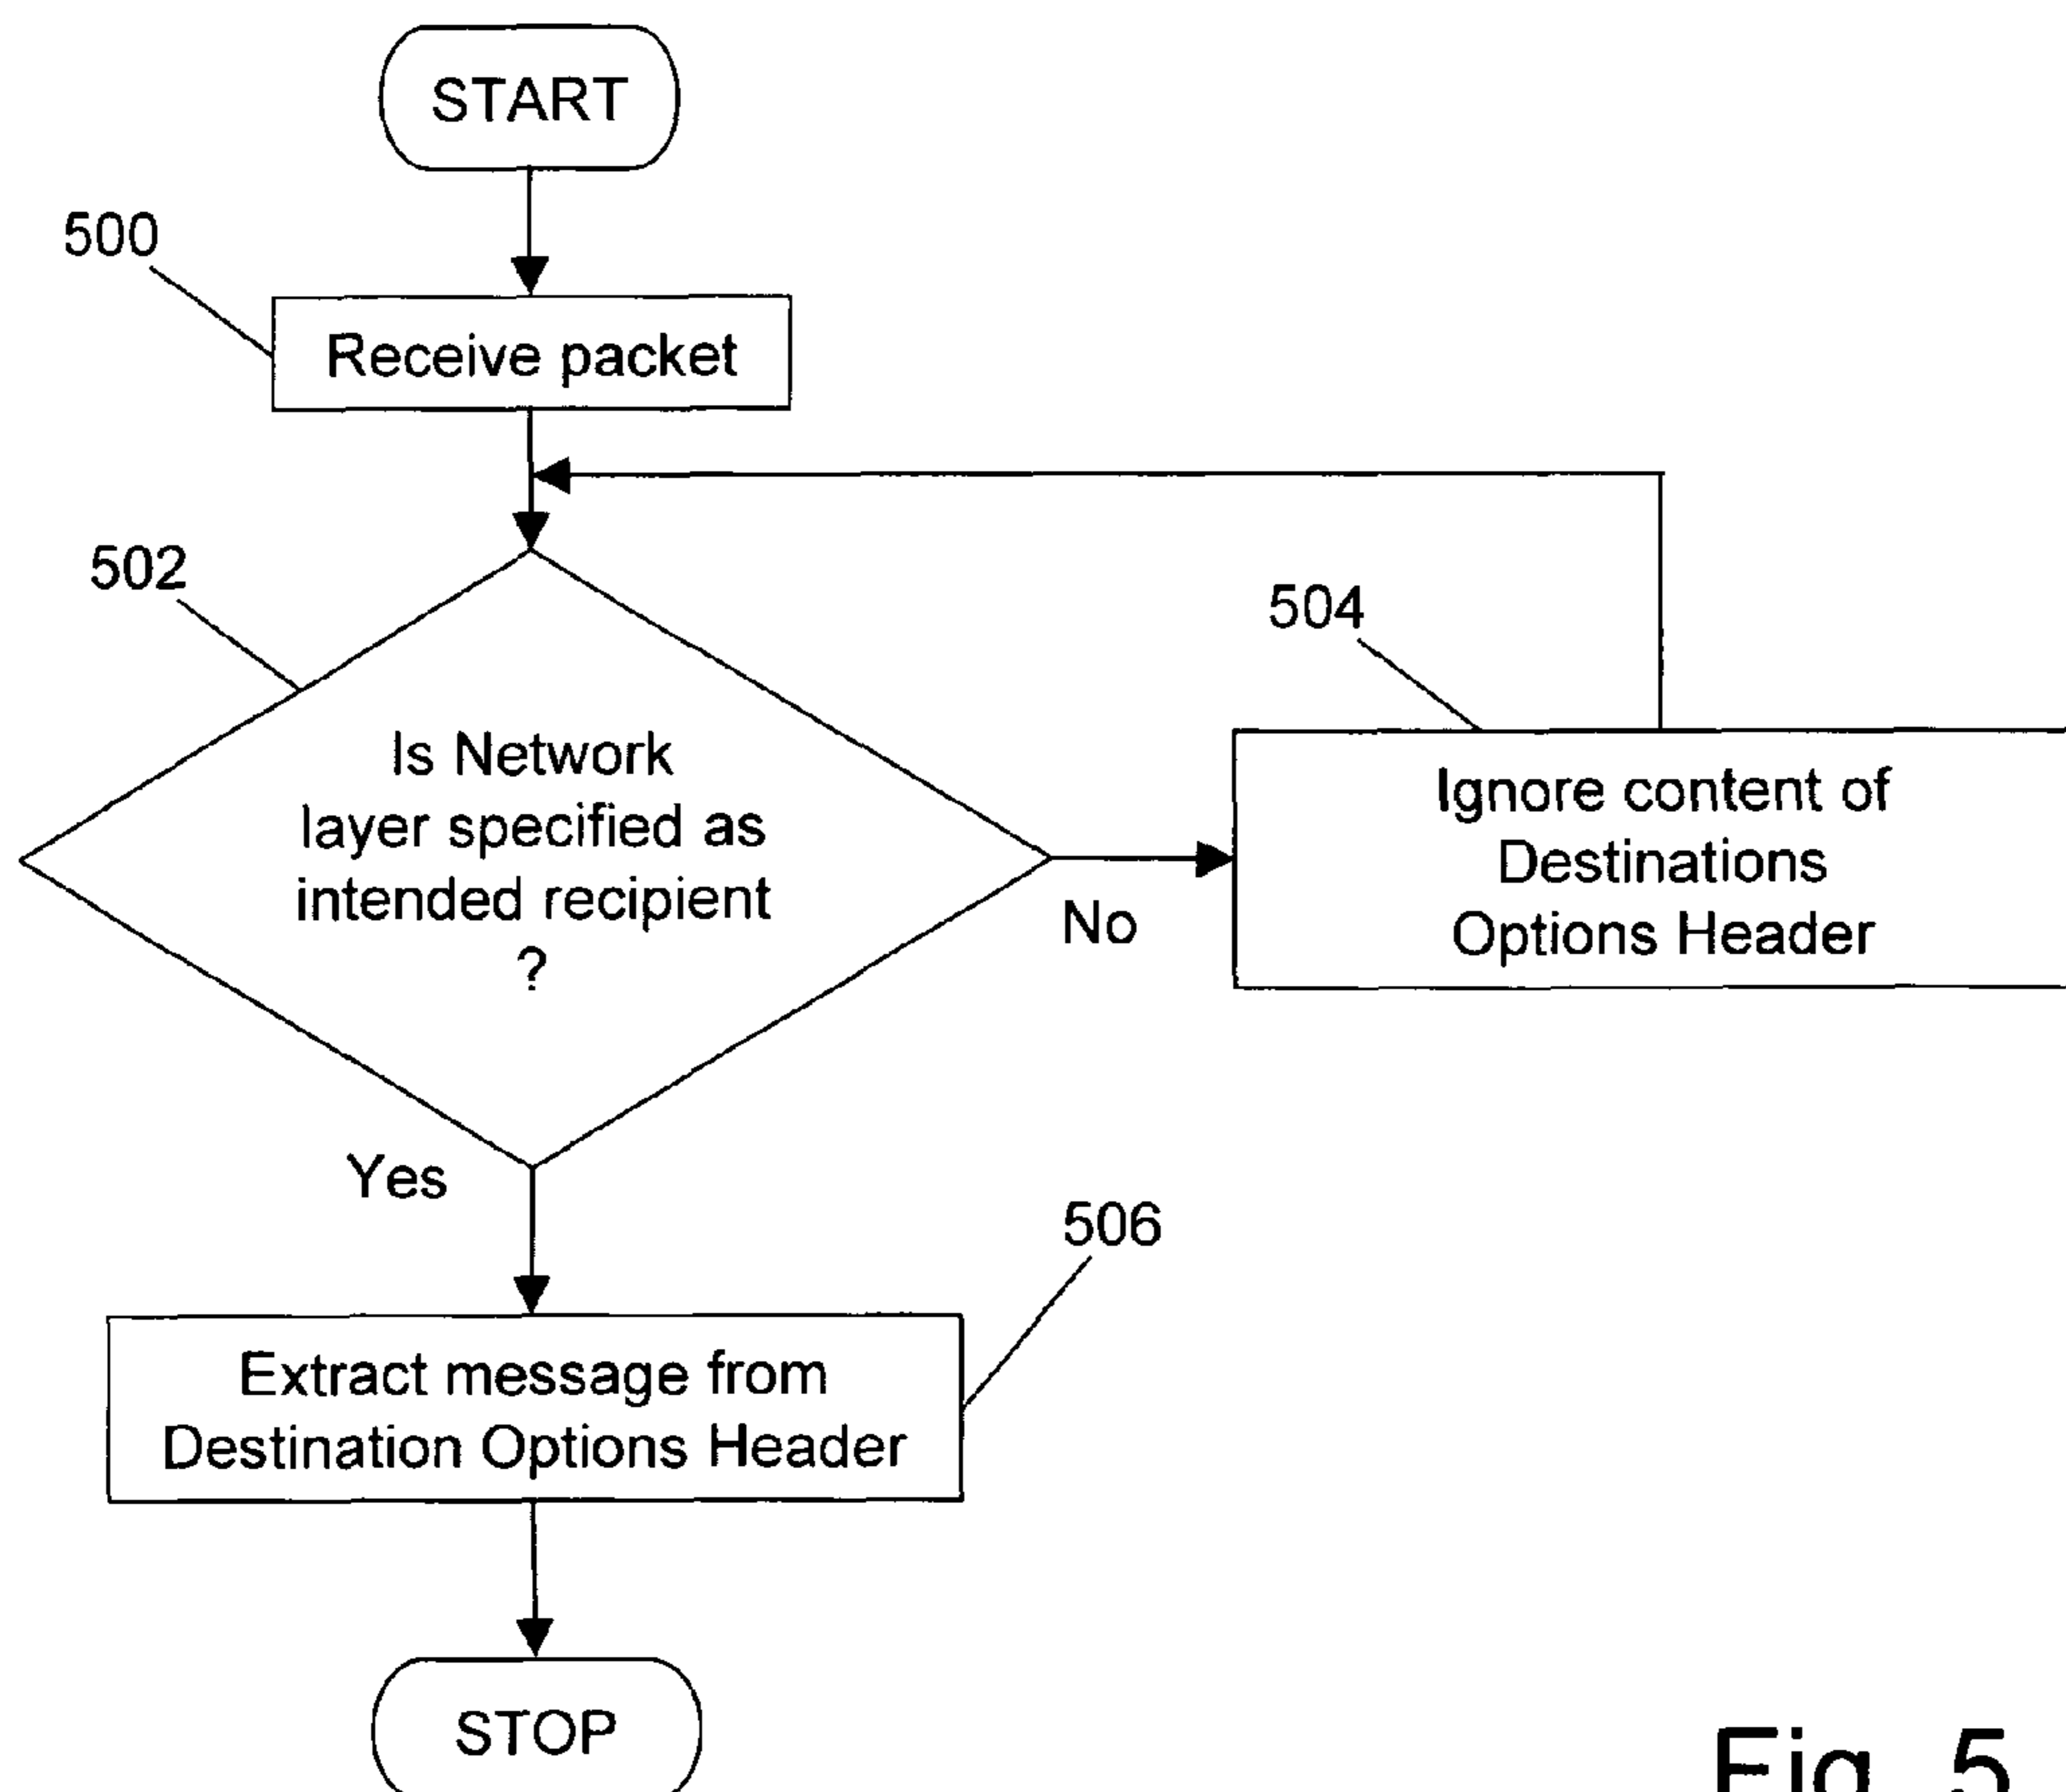 START
500
Receive packet
502
504
Is Network
layer specified as
intended recipient
?
Ignore content of
Destinations
Options Header
No
Yes
506
Extract message from
Destination Options Header
STOP
Fig. 5